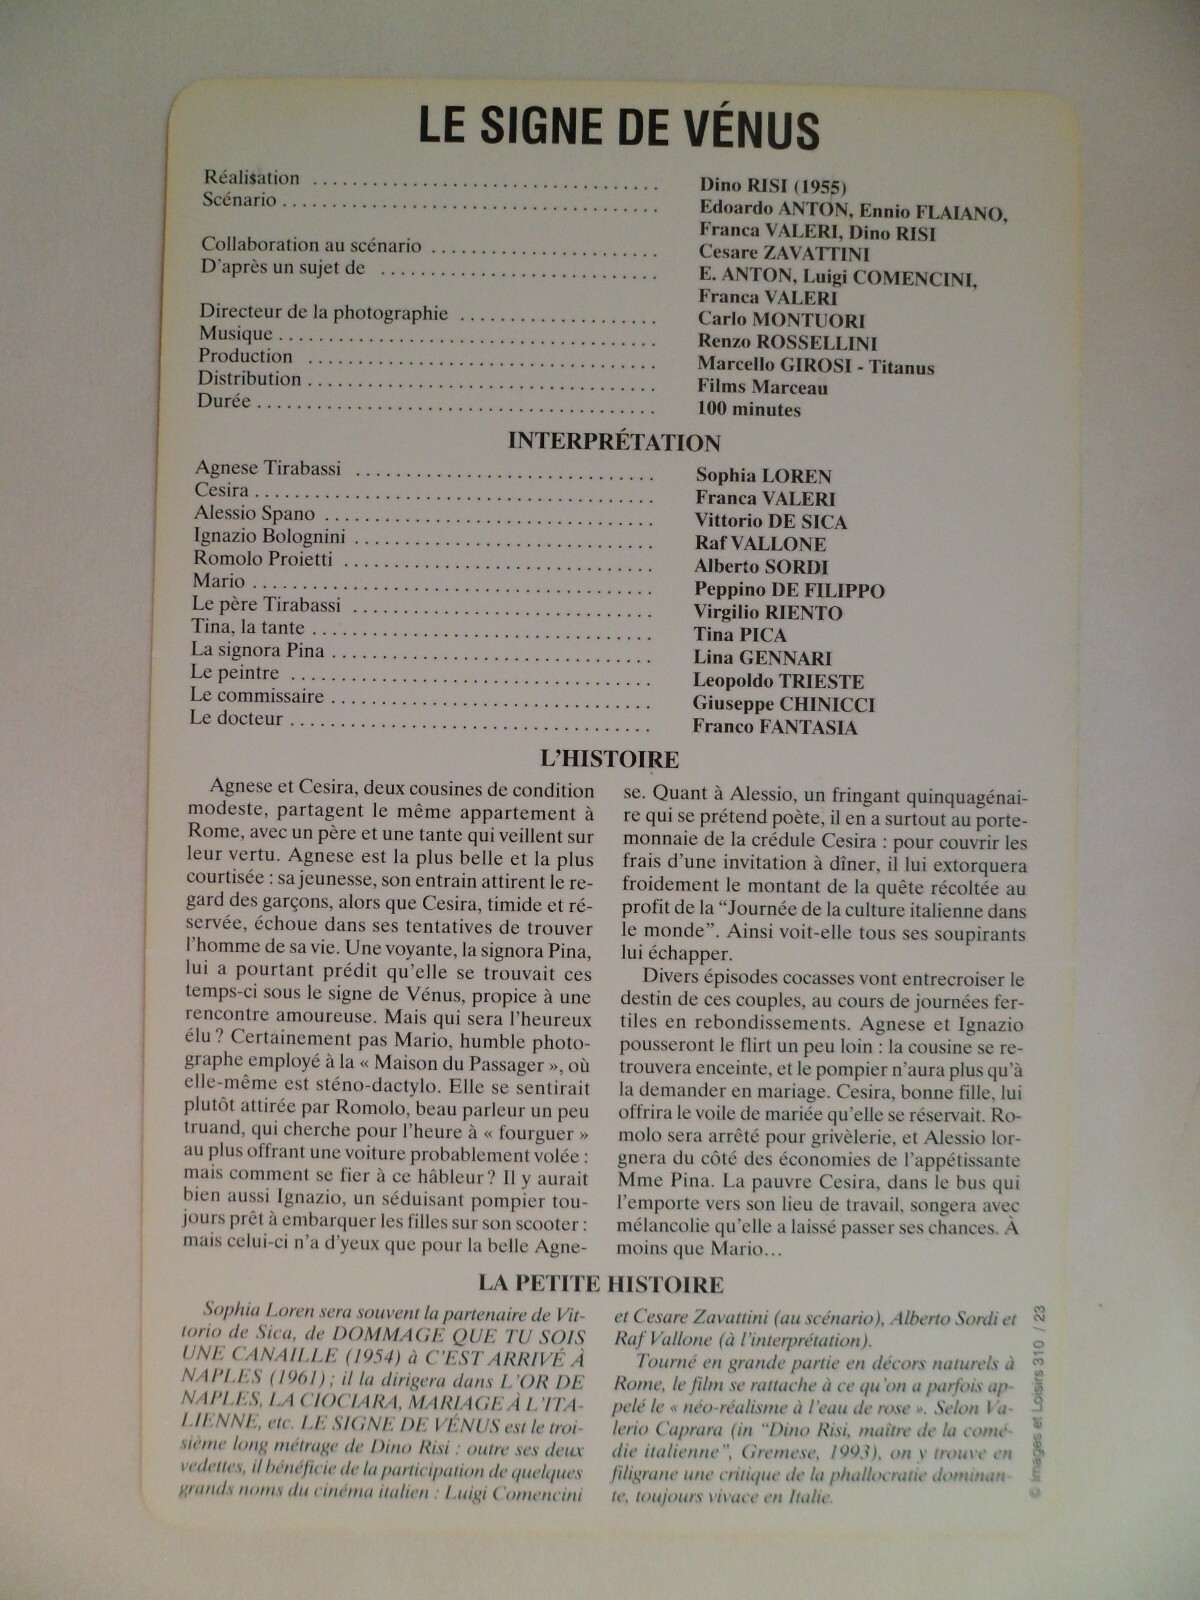 LE SIGNE DE VÉNUS
Réalisation .................................. Dino RISI (1955)
Scénario .................................. Edoardo ANTON, Ennio FLAIANO,
Franca VALERI, Dino RISI
Collaboration au scénario ...................... Cesare ZAVATTINI
D'après un sujet de .......................... E. ANTON, Luigi COMENCINI,
Franca VALERI
Directeur de la photographie .................... Carlo MONTUORI
Musique .................................... Renzo ROSSELLINI
Production ................................. Marcello GIROSI - Titanus
Distribution ................................. Films Marceau
Durée ...................................... 100 minutes
INTERPRÉTATION
Agnese Tirabassi ............................. Sophia LOREN
Cesira ....................................... Franca VALERI
Alessio Spano ................................ Vittorio DE SICA
Ignazio Bolognini ............................. Raf VALLONE
Romolo Proietti .............................. Alberto SORDI
Mario ....................................... Peppino DE FILIPPO
Le père Tirabassi ............................. Virgilio RIENTO
Tina, la tante ................................. Tina PICA
La signora Pina ............................... Lina GENNARI
Le peintre ................................... Leopoldo TRIESTE
Le commissaire ............................... Giuseppe CHINICCI
Le docteur ................................... Franco FANTASIA
L'HISTOIRE
Agnese et Cesira, deux cousines de condition
modeste, partagent le même appartement à
Rome, avec un père et une tante qui veillent sur
leur vertu. Agnese est la plus belle et la plus
courtisée : sa jeunesse, son entrain attirent le re-
gard des garçons, alors que Cesira, timide et ré-
servée, échoue dans ses tentatives de trouver
l'homme de sa vie. Une voyante, la signora Pina,
lui a pourtant prédit qu'elle se trouvait ces
temps-ci sous le signe de Vénus, propice à une
rencontre amoureuse. Mais qui sera l'heureux
élu ? Certainement pas Mario, humble photo-
graphe employé à la « Maison du Passager », où
elle-même est sténo-dactylo. Elle se sentirait
plutôt attirée par Romolo, beau parleur un peu
truand, qui cherche pour l'heure à « fourguer »
au plus offrant une voiture probablement volée :
mais comment se fier à ce hâbleur ? Il y aurait
bien aussi Ignazio, un séduisant pompier tou-
jours prêt à embarquer les filles sur son scooter :
mais celui-ci n'a d'yeux que pour la belle Agne-
se. Quant à Alessio, un fringant quinquagénai-
re qui se prétend poète, il en a surtout au porte-
monnaie de la crédule Cesira : pour couvrir les
frais d'une invitation à dîner, il lui extorquera
froidement le montant de la quête récoltée au
profit de la “Journée de la culture italienne dans
le monde”. Ainsi voit-elle tous ses soupirants
lui échapper.
Divers épisodes cocasses vont entrecroiser le
destin de ces couples, au cours de journées fer-
tiles en rebondissements. Agnese et Ignazio
pousseront le flirt un peu loin : la cousine se re-
trouvera enceinte, et le pompier n'aura plus qu'à
la demander en mariage. Cesira, bonne fille, lui
offrira le voile de mariée qu'elle se réservait. Ro-
molo sera arrêté pour grivèlerie, et Alessio lor-
gnera du côté des économies de l'appétissante
Mme Pina. La pauvre Cesira, dans le bus qui
l'emporte vers son lieu de travail, songera avec
mélancolie qu'elle a laissé passer ses chances. À
moins que Mario...
LA PETITE HISTOIRE
Sophia Loren sera souvent la partenaire de Vit-
torio de Sica, de DOMMAGE QUE TU SOIS
UNE CANAILLE (1954) à C'EST ARRIVÉ À
NAPLES (1961) ; il la dirigera dans L'OR DE
NAPLES, LA CIOCIARA, MARIAGE À L'ITA-
LIENNE, etc. LE SIGNE DE VÉNUS est le troi-
sième long métrage de Dino Risi : outre ses deux
vedettes, il bénéficie de la participation de quelques
grands noms du cinéma italien : Luigi Comencini
et Cesare Zavattini (au scénario), Alberto Sordi et
Raf Vallone (à l'interprétation).
Tourné en grande partie en décors naturels à
Rome, le film se rattache à ce qu'on a parfois ap-
pelé le « néo-réalisme à l'eau de rose ». Selon Va-
lerio Caprara (in “Dino Risi, maître de la comé-
die italienne”, Gremese, 1993), on y trouve en
filigrane une critique de la phallocratie dominan-
te, toujours vivace en Italie.
© Images et Loisirs 310 / 23